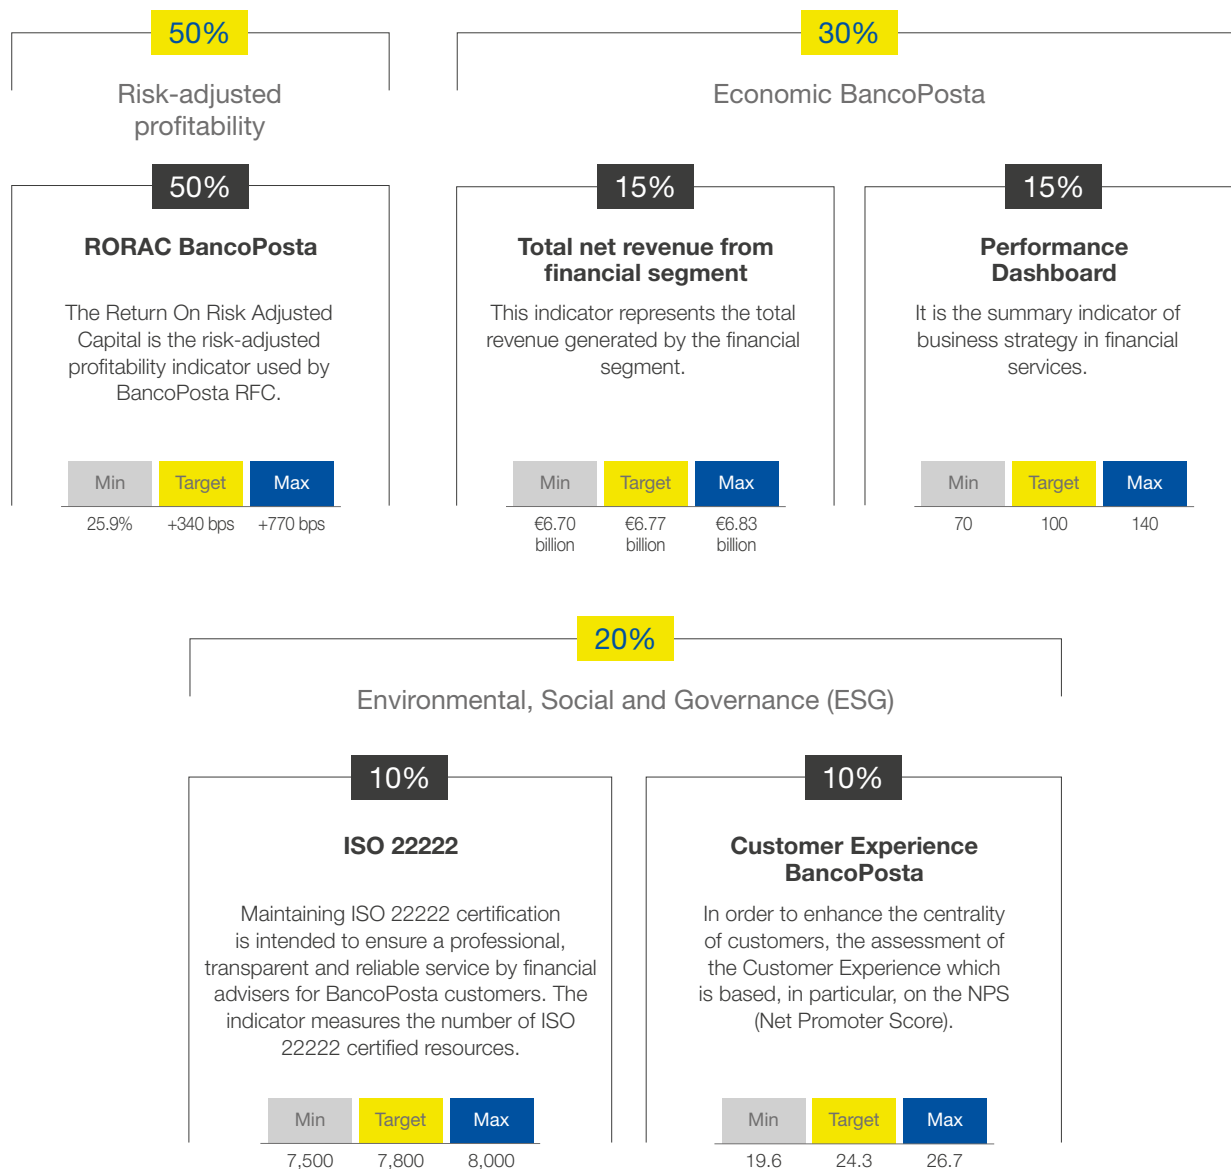 50%
Risk-adjusted
profitability
50%
RORAC BancoPosta
The Return On Risk Adjusted
Capital is the risk-adjusted
profitability indicator used by
BancoPosta RFC.
Min Target Max
25.9% +340 bps +770 bps
30%
Economic BancoPosta
15%
Total net revenue from
financial segment
This indicator represents the total
revenue generated by the financial
segment.
Min Target Max
€6.70 €6.77 €6.83
billion billion billion
15%
Performance
Dashboard
It is the summary indicator of
business strategy in financial
services.
Min Target Max
70 100 140
20%
Environmental, Social and Governance (ESG)
10%
ISO 22222
Maintaining ISO 22222 certification
is intended to ensure a professional,
transparent and reliable service by financial
advisers for BancoPosta customers. The
indicator measures the number of ISO
22222 certified resources.
Min Target Max
7,500 7,800 8,000
10%
Customer Experience
BancoPosta
In order to enhance the centrality
of customers, the assessment of
the Customer Experience which
is based, in particular, on the NPS
(Net Promoter Score).
Min Target Max
19.6 24.3 26.7